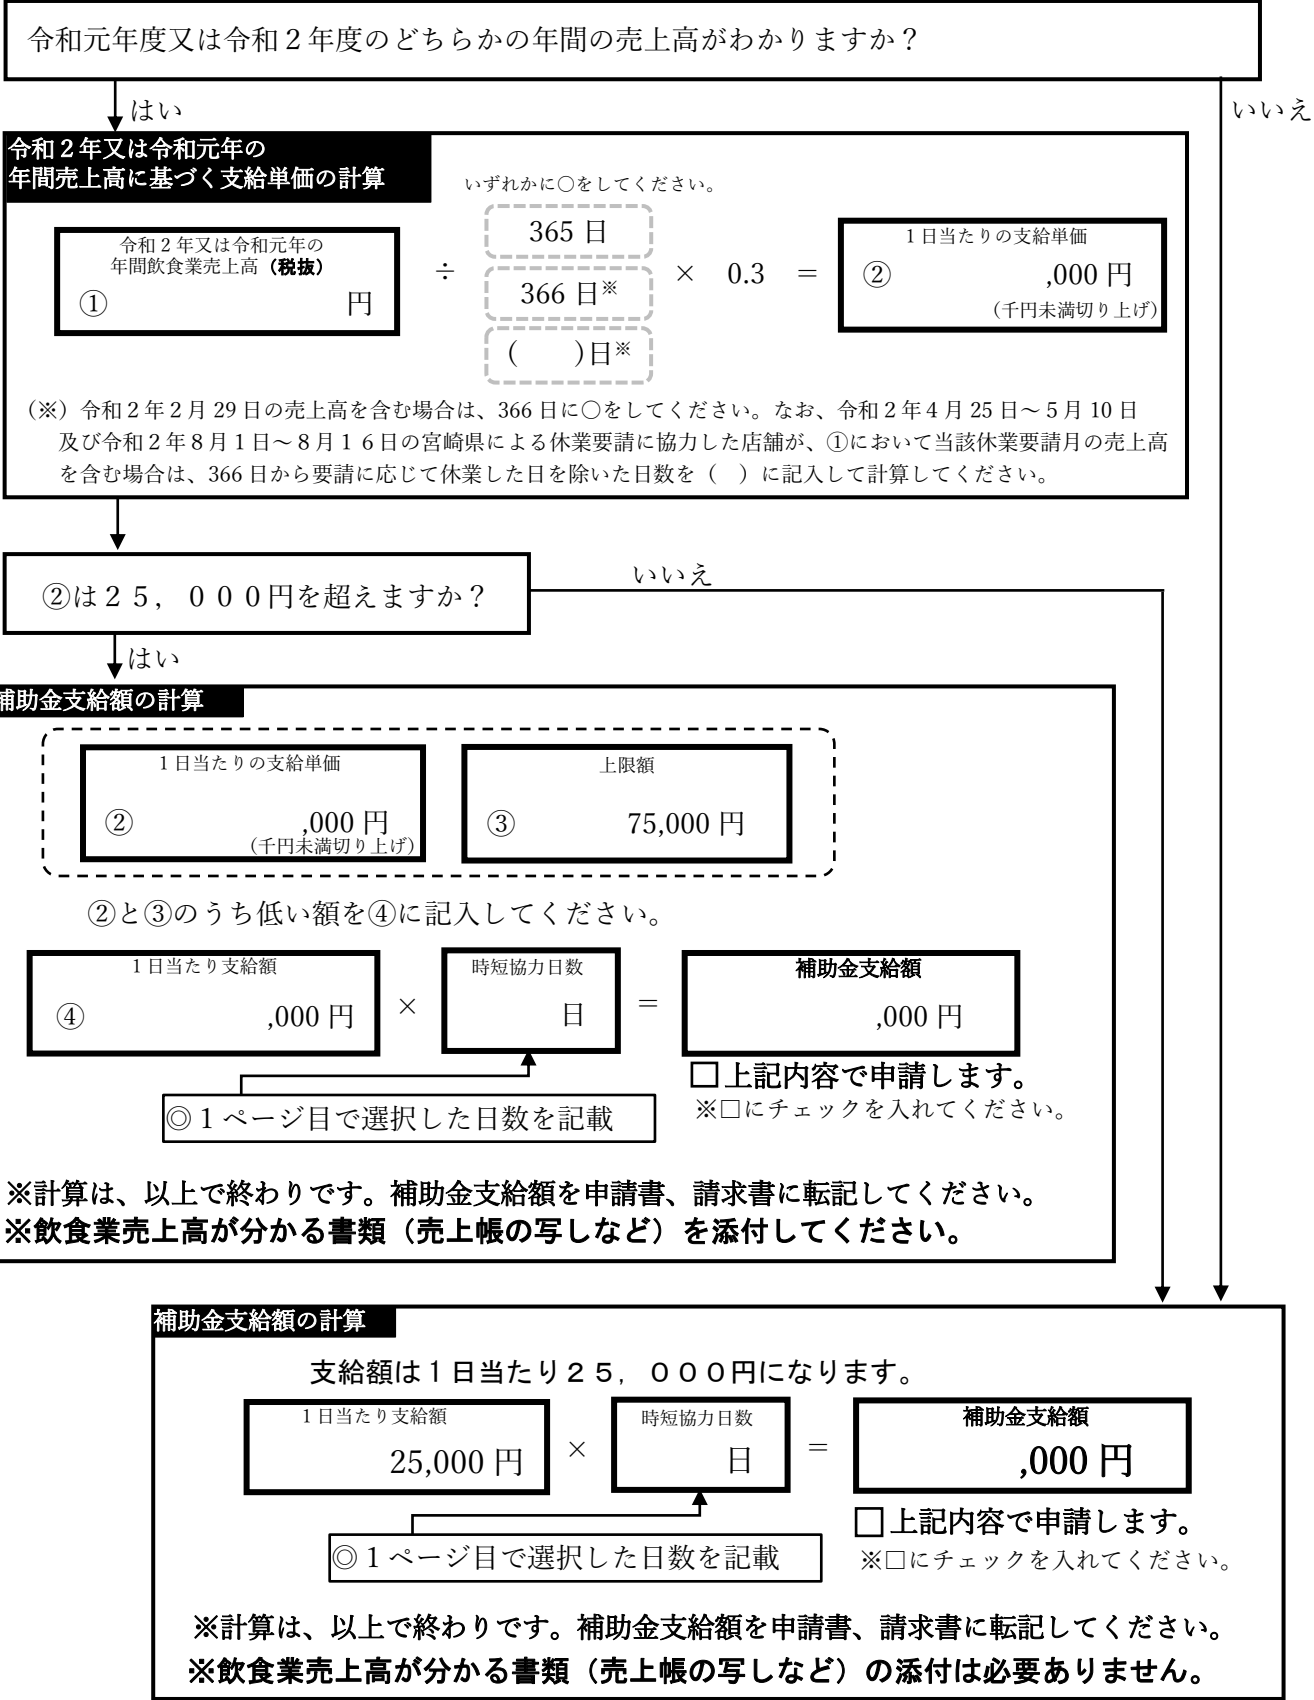 令和元年度又は令和２年度のどちらかの年間の売上高がわかりますか？
はい
いいえ
令和２年又は令和元年の
年間売上高に基づく支給単価の計算
いずれかに○をしてください。
令和２年又は令和元年の
年間飲食業売上高（税抜）
① 円
÷
365 日
366 日※
(　　)日※
× 0.3 =
１日当たりの支給単価
② ,000 円
（千円未満切り上げ）
（※）令和２年２月 29 日の売上高を含む場合は、366 日に○をしてください。なお、令和２年４月 25 日～５月 10 日
及び令和２年８月１日～８月１６日の宮崎県による休業要請に協力した店舗が、①において当該休業要請月の売上高
を含む場合は、366 日から要請に応じて休業した日を除いた日数を（　）に記入して計算してください。
②は２５，０００円を超えますか？
いいえ
はい
補助金支給額の計算
１日当たりの支給単価
② ,000 円
（千円未満切り上げ）
上限額
③ 75,000 円
②と③のうち低い額を④に記入してください。
１日当たり支給額
④ ,000 円
×
時短協力日数
日
=
補助金支給額
,000 円
□上記内容で申請します。
※□にチェックを入れてください。
◎１ページ目で選択した日数を記載
※計算は、以上で終わりです。補助金支給額を申請書、請求書に転記してください。
※飲食業売上高が分かる書類（売上帳の写しなど）を添付してください。
補助金支給額の計算
支給額は１日当たり２５，０００円になります。
１日当たり支給額
25,000 円
×
時短協力日数
日
=
補助金支給額
,000 円
□上記内容で申請します。
※□にチェックを入れてください。
◎１ページ目で選択した日数を記載
※計算は、以上で終わりです。補助金支給額を申請書、請求書に転記してください。
※飲食業売上高が分かる書類（売上帳の写しなど）の添付は必要ありません。